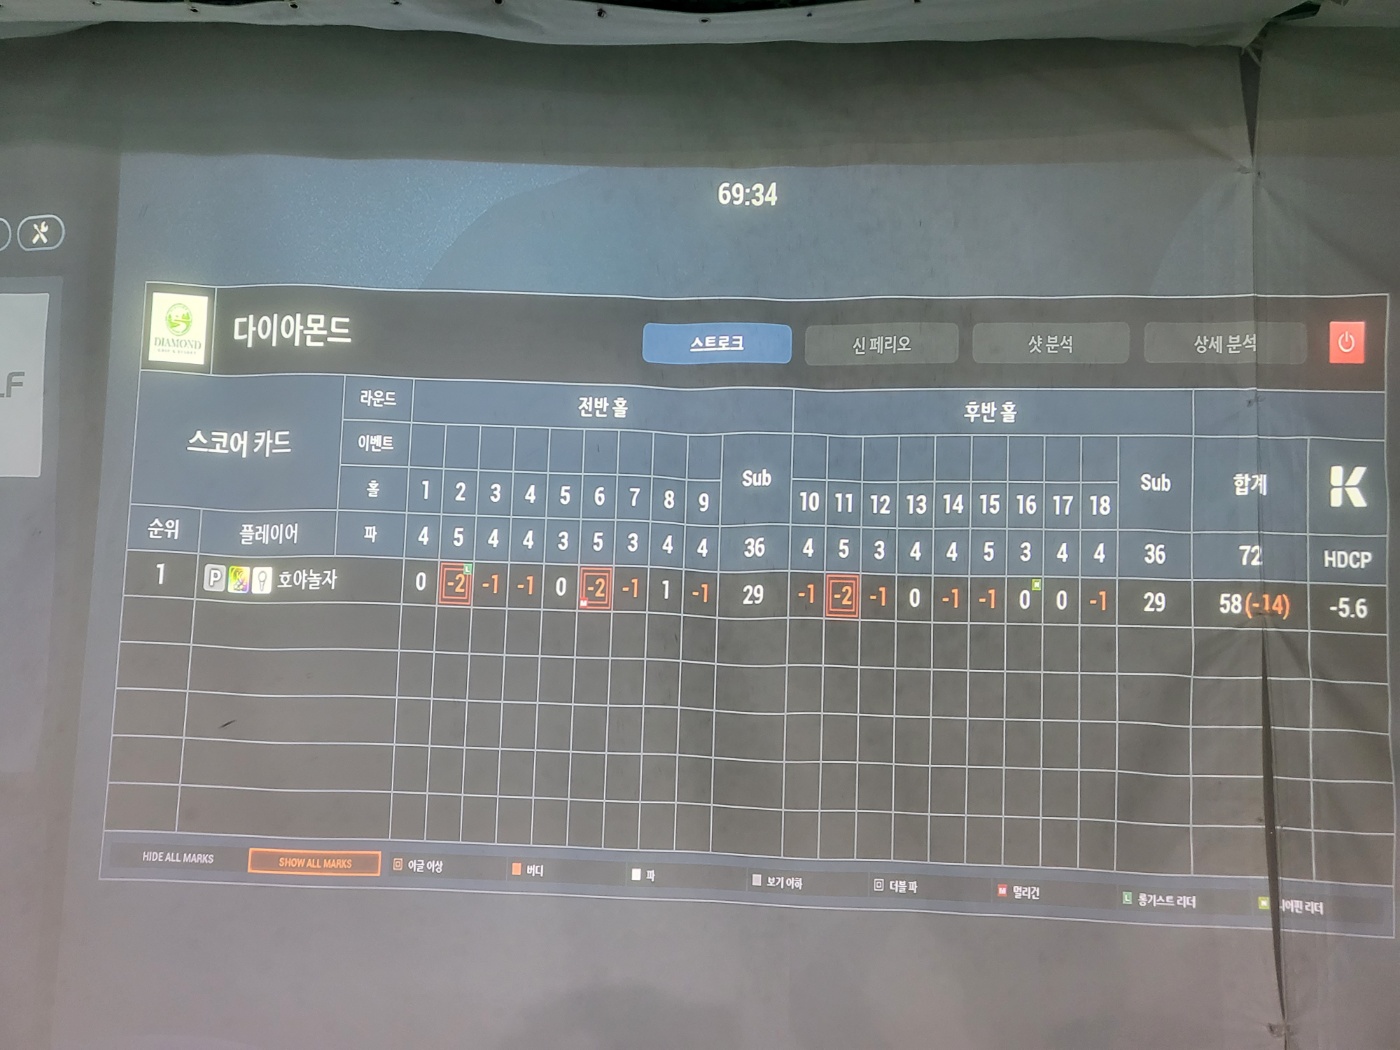 69:34
LF
DIAMOND
다이아몬드
스트로크 신 페리오 샷 분석 상세 분석
스코어 카드 라운드 전반 홀 후반 홀
이벤트
홀 1 2 3 4 5 6 7 8 9 Sub 10 11 12 13 14 15 16 17 18 Sub 합계 K
순위 플레이어 파 4 5 4 4 3 5 3 4 4 36 4 5 3 4 4 5 3 4 4 36 72 HDCP
1 P 호야놀자 0 -2 L -1 -1 0 -2 M -1 1 -1 29 -1 -2 -1 0 -1 -1 0 N 0 -1 29 58(-14) -5.6
HIDE ALL MARKS SHOW ALL MARKS 이글 이상 버디 파 보기 이하 더블 파 M 멀리건 L 롱기스트 리더 N 니어핀 리더